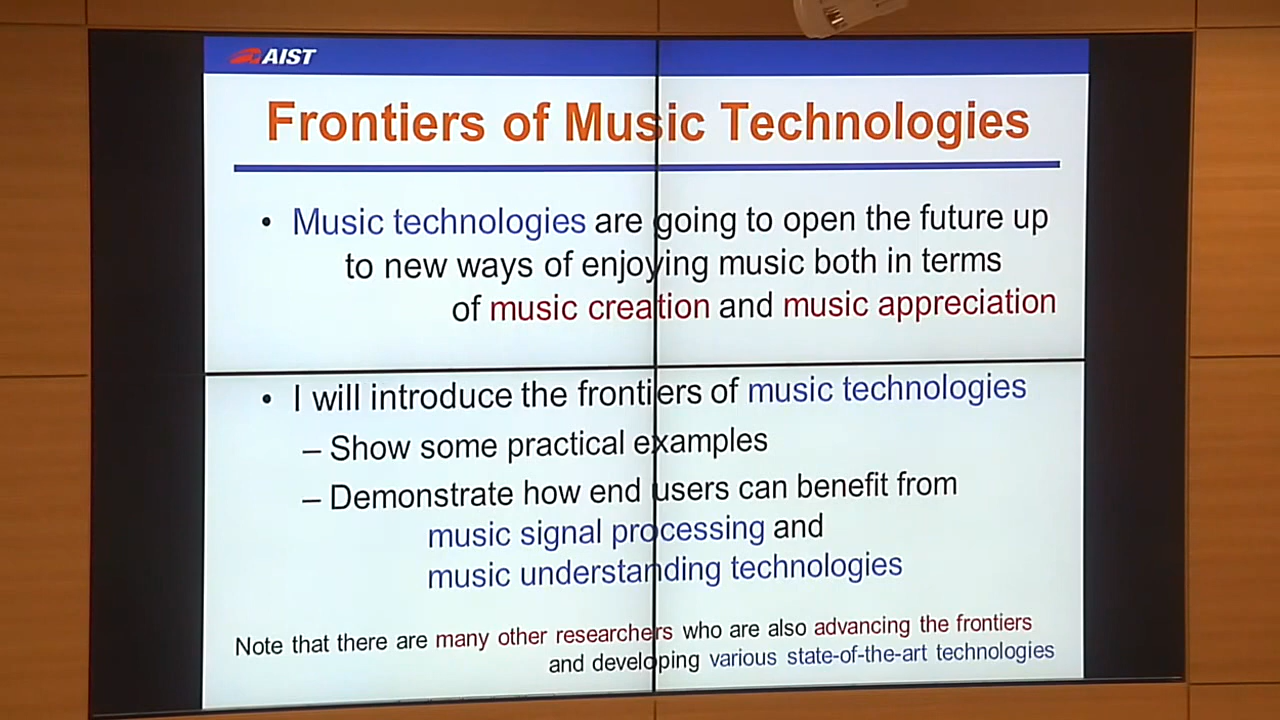 AIST
Frontiers of Music Technologies
• Music technologies are going to open the future up
to new ways of enjoying music both in terms
of music creation and music appreciation
• I will introduce the frontiers of music technologies
– Show some practical examples
– Demonstrate how end users can benefit from
music signal processing and
music understanding technologies
Note that there are many other researchers who are also advancing the frontiers
and developing various state-of-the-art technologies